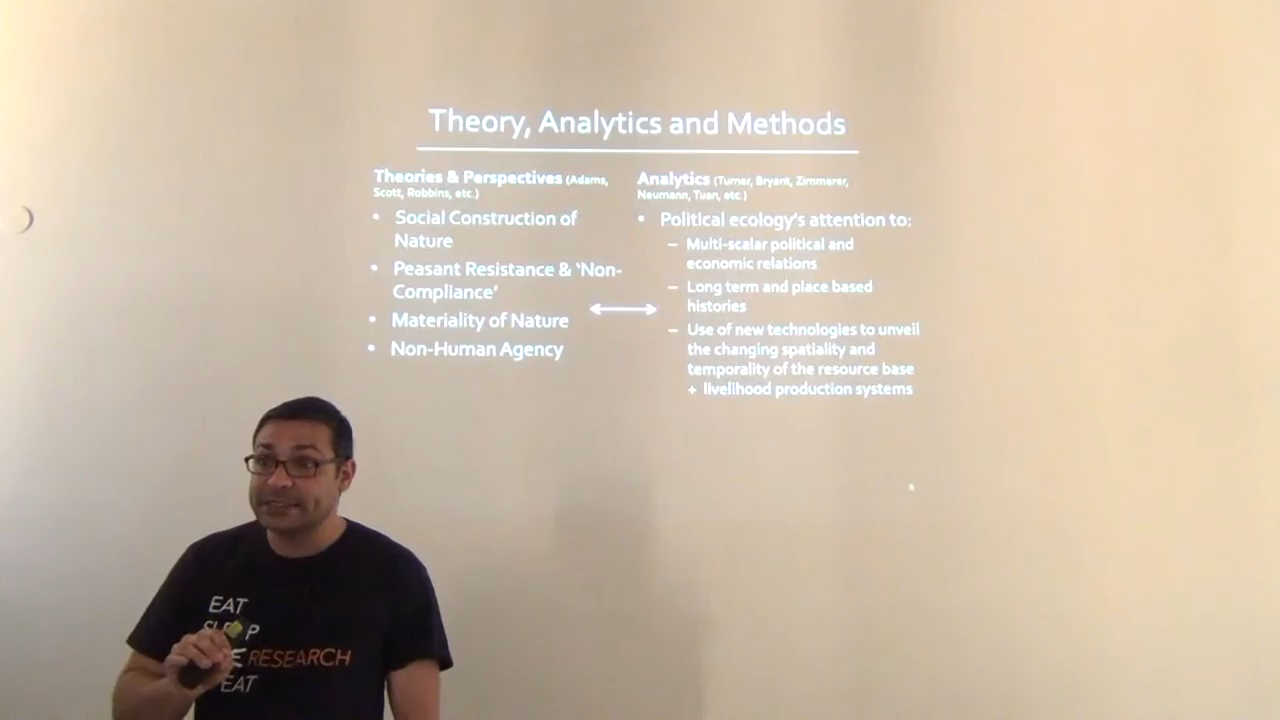 Theory, Analytics and Methods
Theories & Perspectives (Adams,
Scott, Robbins, etc.)
• Social Construction of
Nature
• Peasant Resistance & ‘Non-
Compliance’
• Materiality of Nature
• Non-Human Agency
Analytics (Turner, Bryant, Zimmerer,
Neumann, Tuan, etc.)
• Political ecology’s attention to:
– Multi-scalar political and
economic relations
– Long term and place based
histories
– Use of new technologies to unveil
the changing spatiality and
temporality of the resource base
+ livelihood production systems
EAT
RESEARCH